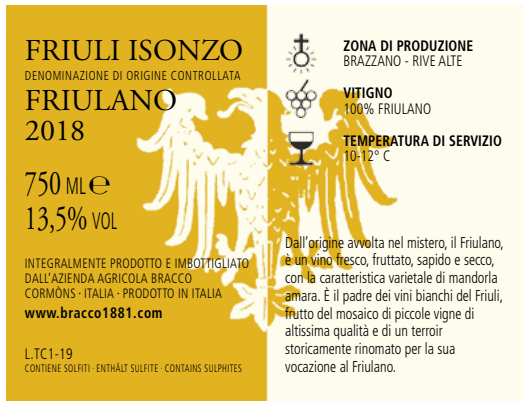 FRIULI ISONZO
DENOMINAZIONE DI ORIGINE CONTROLLATA
FRIULANO
2018
750 ML ℮
13,5% VOL
INTEGRALMENTE PRODOTTO E IMBOTTIGLIATO
DALL'AZIENDA AGRICOLA BRACCO
CORMÒNS · ITALIA · PRODOTTO IN ITALIA
www.bracco1881.com
L.TC1-19
CONTIENE SOLFITI · ENTHÄLT SULFITE · CONTAINS SULPHITES
ZONA DI PRODUZIONE
BRAZZANO - RIVE ALTE
VITIGNO
100% FRIULANO
TEMPERATURA DI SERVIZIO
10-12° C
Dall'origine avvolta nel mistero, il Friulano,
è un vino fresco, fruttato, sapido e secco,
con la caratteristica varietale di mandorla
amara. È il padre dei vini bianchi del Friuli,
frutto del mosaico di piccole vigne di
altissima qualità e di un terroir
storicamente rinomato per la sua
vocazione al Friulano.